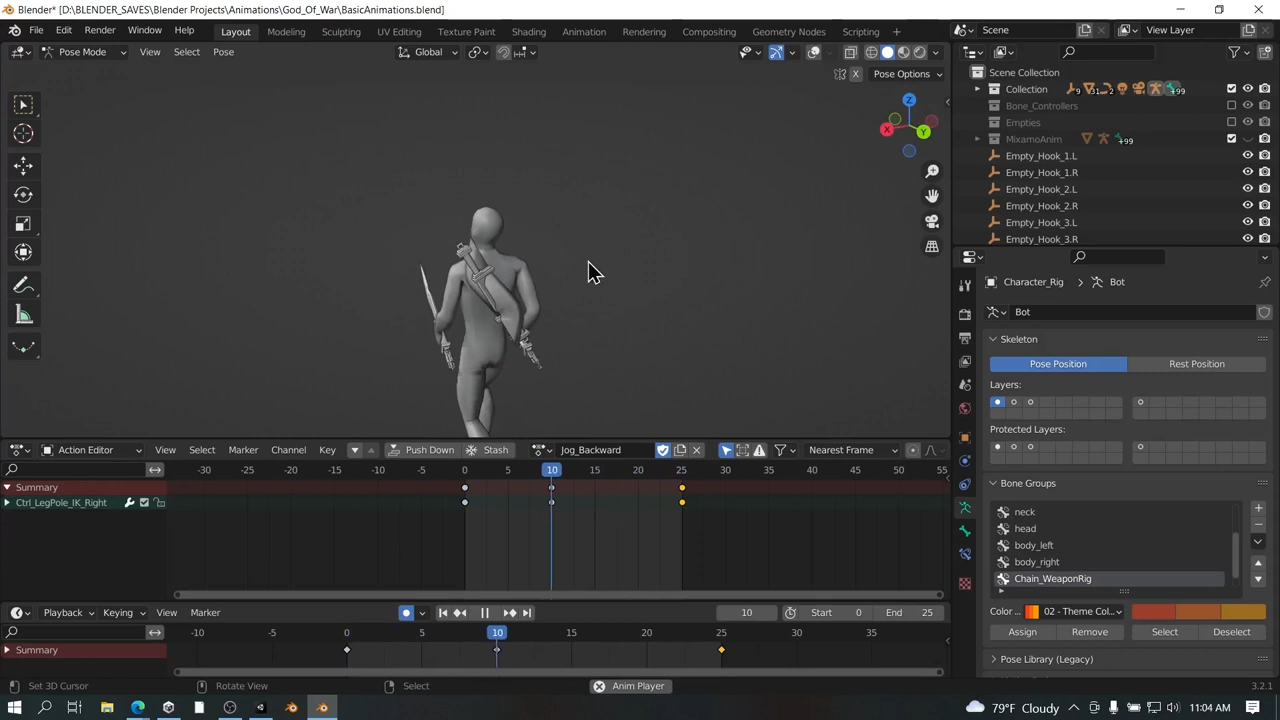 Blender* [D:\BLENDER_SAVES\Blender Projects\Animations\God_Of_War\BasicAnimations.blend]
File Edit Render Window Help Layout Modeling Sculpting UV Editing Texture Paint Shading Animation Rendering Compositing Geometry Nodes Scripting Scene View Layer
Pose Mode View Select Pose Global
X Pose Options
Scene Collection
Collection 9 31 2 +99
Bone_Controllers
Empties
MixamoAnim +99
Empty_Hook_1.L
Empty_Hook_1.R
Empty_Hook_2.L
Empty_Hook_2.R
Empty_Hook_3.L
Empty_Hook_3.R
Z
X Y
Character_Rig Bot
Bot
Skeleton
Pose Position Rest Position
Layers:
Protected Layers:
Bone Groups
neck
head
body_left
body_right
Chain_WeaponRig
Color ... 02 - Theme Col...
Assign Remove Select Deselect
Pose Library (Legacy)
Action Editor View Select Marker Channel Key Push Down Stash Jog_Backward Nearest Frame
-30 -25 -20 -15 -10 -5 0 5 10 15 20 25 30 35 40 45 50 55
Summary
Ctrl_LegPole_IK_Right
Playback Keying View Marker 10 Start 0 End 25
-10 -5 0 5 10 15 20 25 30 35
Summary
Set 3D Cursor Rotate View Select Anim Player 3.2.1
79°F Cloudy 11:04 AM